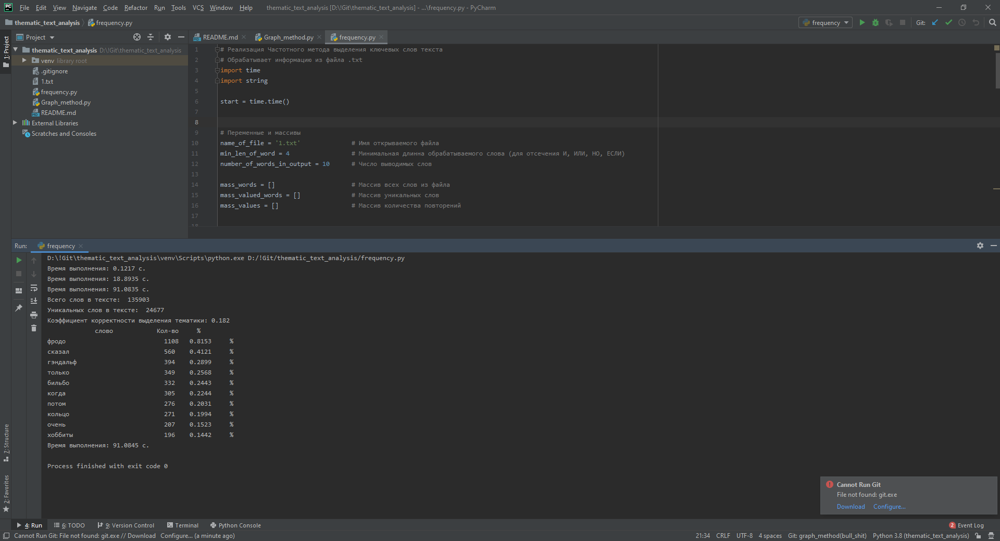 File Edit View Navigate Code Refactor Run Tools VCS Window Help thematic_text_analysis [D:\!Git\thematic_text_analysis] - ...\frequency.py - PyCharm
thematic_text_analysis frequency.py frequency Git:
1: Project
Project README.md Graph_method.py frequency.py
thematic_text_analysis D:\!Git\thematic_text_analysis
venv library root
.gitignore
1.txt
frequency.py
Graph_method.py
README.md
External Libraries
Scratches and Consoles
1 # Реализация Частотного метода выделения ключевых слов текста
2 # Обрабатывает информацию из файла .txt
3 import time
4 import string
5
6 start = time.time()
7
8
9 # Переменные и массивы
10 name_of_file = '1.txt' # Имя открываемого файла
11 min_len_of_word = 4 # Минимальная длинна обрабатываемого слова (для отсечения И, ИЛИ, НО, ЕСЛИ)
12 number_of_words_in_output = 10 # Число выводимых слов
13
14 mass_words = [] # Массив всех слов из файла
15 mass_valued_words = [] # Массив уникальных слов
16 mass_values = [] # Массив количества повторений
17
18
Run: frequency
D:\!Git\thematic_text_analysis\venv\Scripts\python.exe D:/!Git/thematic_text_analysis/frequency.py
Время выполнения: 0.1217 с.
Время выполнения: 18.8935 с.
Время выполнения: 91.0835 с.
Всего слов в тексте: 135903
Уникальных слов в тексте: 24677
Коэффициент корректности выделения тематики: 0.182
слово Кол-во %
фродо 1108 0.8153 %
сказал 560 0.4121 %
гэндальф 394 0.2899 %
только 349 0.2568 %
бильбо 332 0.2443 %
когда 305 0.2244 %
потом 276 0.2031 %
кольцо 271 0.1994 %
очень 207 0.1523 %
хоббиты 196 0.1442 %
Время выполнения: 91.0845 с.
Process finished with exit code 0
7: Structure
2: Favorites
Cannot Run Git
File not found: git.exe
Download Configure...
4: Run 6: TODO 9: Version Control Terminal Python Console 2 Event Log
Cannot Run Git: File not found: git.exe // Download Configure... (a minute ago) 21:34 CRLF UTF-8 4 spaces Git: graph_method(bull_shit) Python 3.8 (thematic_text_analysis)